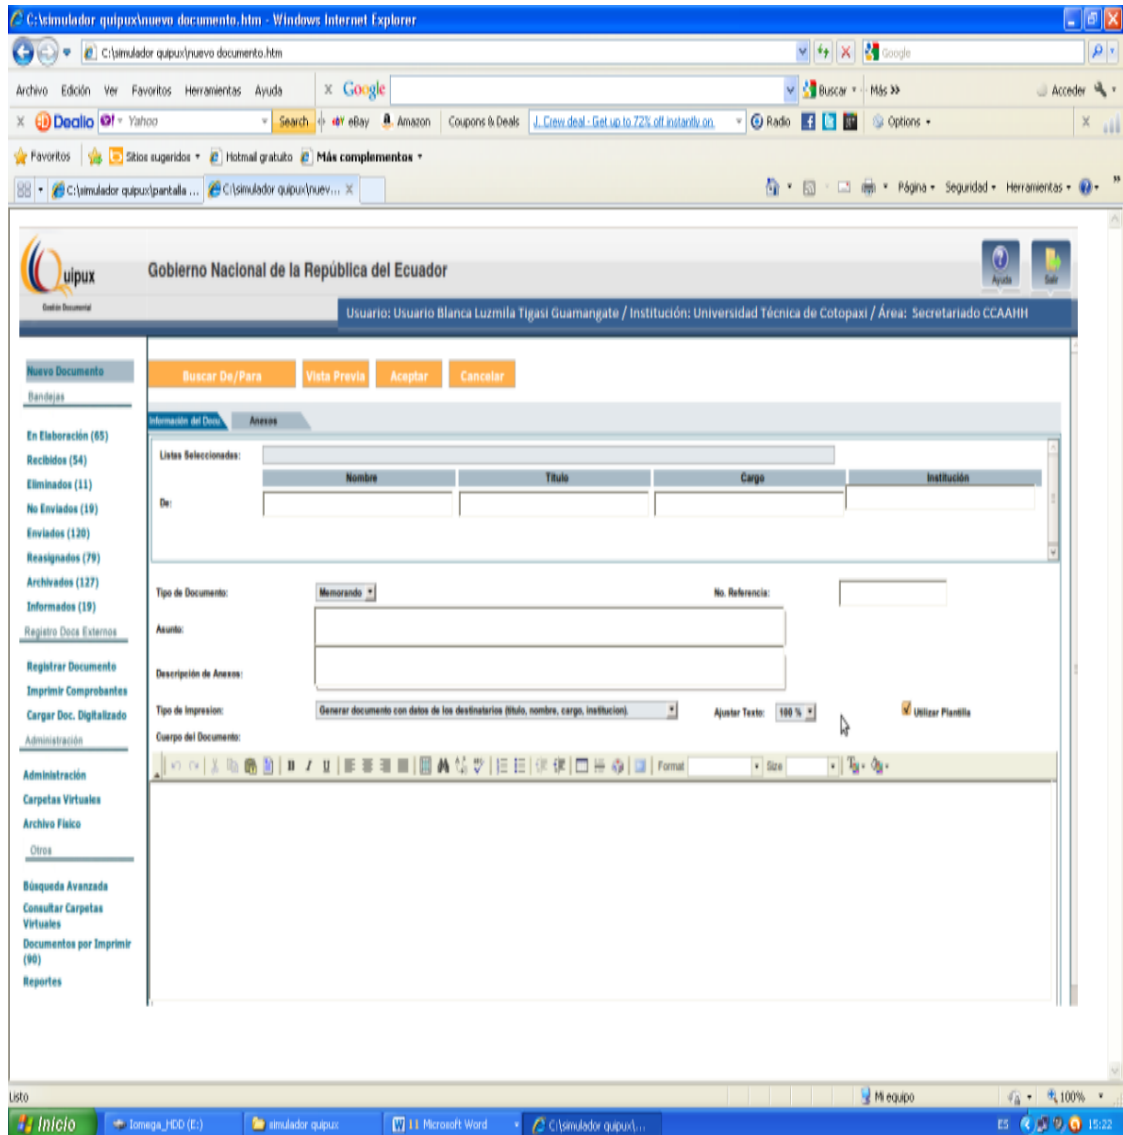 C:\simulador quipux\nuevo documento.htm - Windows Internet Explorer
C:\simulador quipux\nuevo documento.htm
Google
Archivo Edición Ver Favoritos Herramientas Ayuda x Google Buscar Más >> Acceder
x Dealio Yahoo Search eBay Amazon Coupons & Deals J. Crew deal - Get up to 72% off instantly on. Radio Options x
Favoritos Sitios sugeridos Hotmail gratuito Más complementos
C:\simulador quipux\pantalla ... C:\simulador quipux\nuev... x Página Seguridad Herramientas
Quipux
Gestión Documental
Gobierno Nacional de la República del Ecuador
Ayuda Salir
Usuario: Usuario Blanca Luzmila Tigasi Guamangate / Institución: Universidad Técnica de Cotopaxi / Área: Secretariado CCAAHH
Nuevo Documento
Bandejas
En Elaboración (65)
Recibidos (54)
Eliminados (11)
No Enviados (19)
Enviados (120)
Reasignados (79)
Archivados (127)
Informados (19)
Registro Docs Externos
Registrar Documento
Imprimir Comprobantes
Cargar Doc. Digitalizado
Administración
Administración
Carpetas Virtuales
Archivo Físico
Otros
Búsqueda Avanzada
Consultar Carpetas
Virtuales
Documentos por Imprimir
(90)
Reportes
Buscar De/Para Vista Previa Aceptar Cancelar
Información del Docu Anexos
Listas Seleccionadas:
Nombre Título Cargo Institución
De:
Tipo de Documento: Memorando No. Referencia:
Asunto:
Descripción de Anexos:
Tipo de Impresion: Generar documento con datos de los destinatarios (título, nombre, cargo, institucion). Ajustar Texto: 100 % Utilizar Plantilla
Cuerpo del Documento:
B I U Format Size
Listo Mi equipo 100%
Inicio Iomega_HDD (E:) simulador quipux 11 Microsoft Word C:\simulador quipux\... ES 15:22